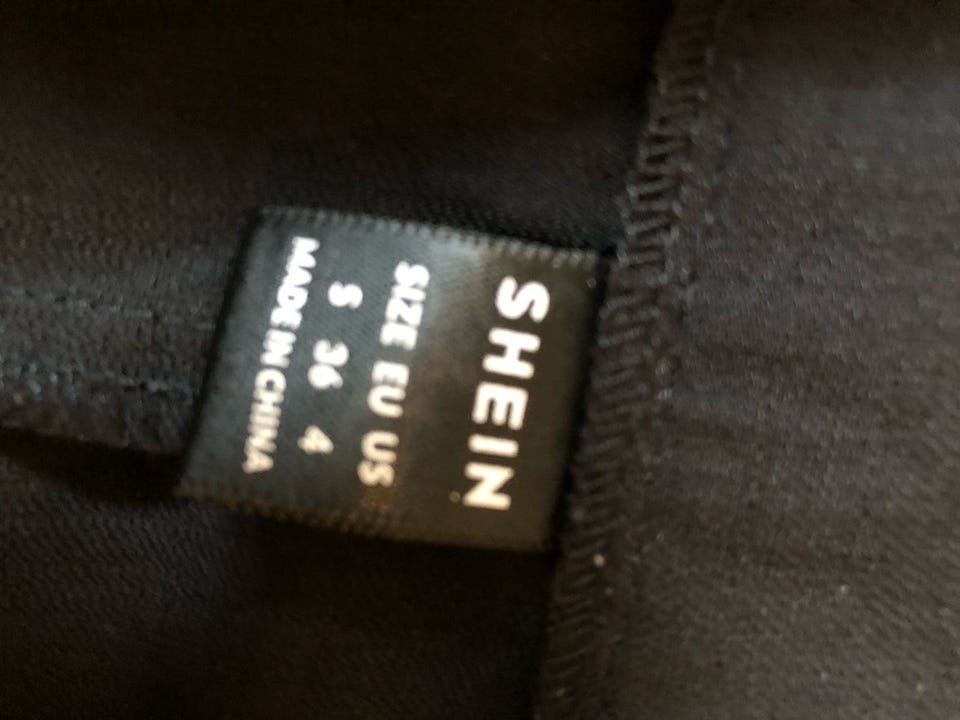 SHEIN
SIZE EU US
S 36 4
MADE IN CHINA